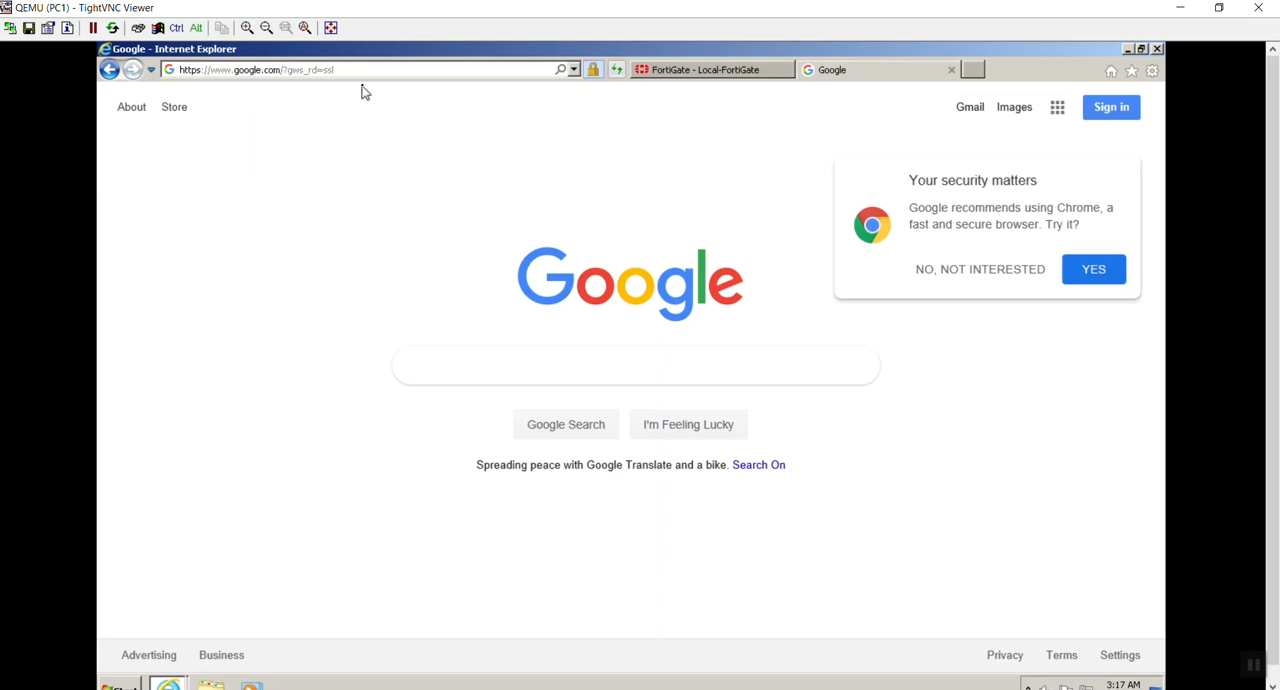 QEMU (PC1) - TightVNC Viewer
Ctrl Alt
Google - Internet Explorer
https://www.google.com/?gws_rd=ssl
FortiGate - Local-FortiGate
Google
About Store
Gmail Images Sign in
Your security matters
Google recommends using Chrome, a
fast and secure browser. Try it?
NO, NOT INTERESTED YES
Google
Google Search I'm Feeling Lucky
Spreading peace with Google Translate and a bike. Search On
Advertising Business
Privacy Terms Settings
3:17 AM